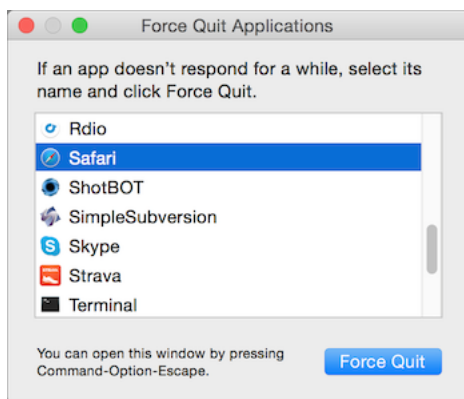 Force Quit Applications
If an app doesn't respond for a while, select its
name and click Force Quit.
Rdio
Safari
ShotBOT
SimpleSubversion
Skype
Strava
Terminal
You can open this window by pressing
Command-Option-Escape.
Force Quit